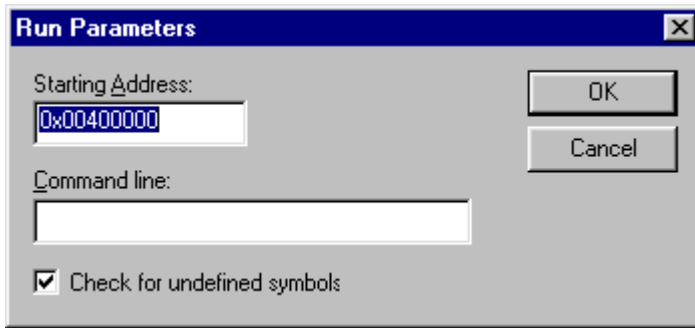 Run Parameters
Starting Address:
0x00400000
OK
Cancel
Command line:
Check for undefined symbols